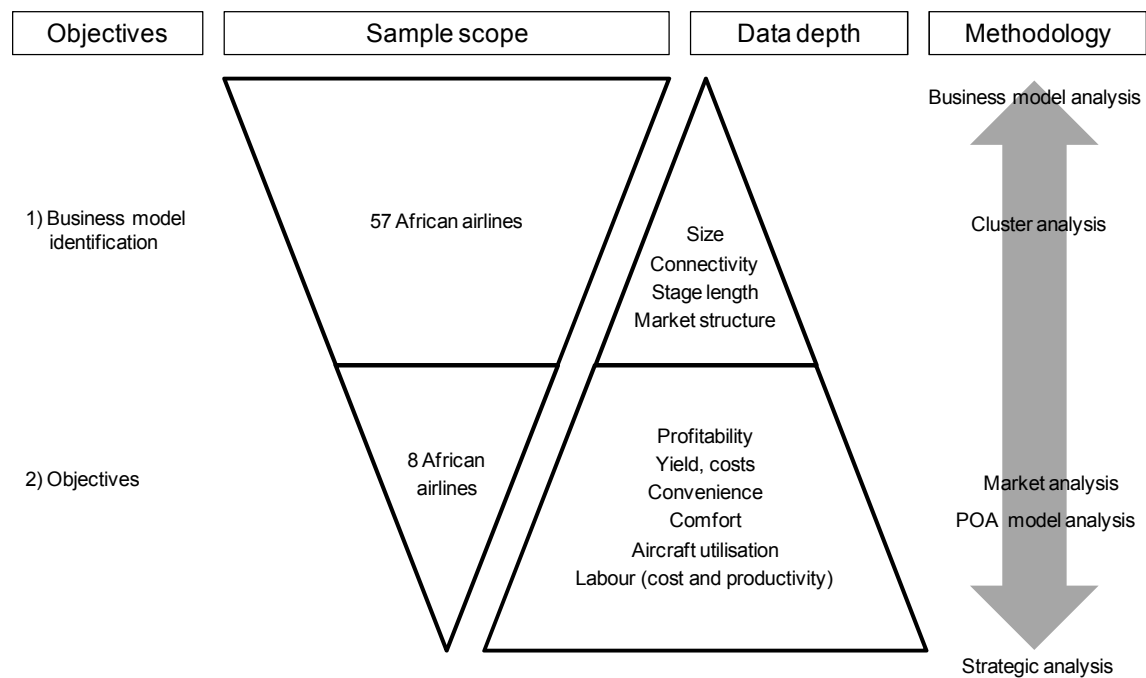 Objectives
Sample scope
Data depth
Methodology
Business model analysis
1) Business model
identification
57 African airlines
Size
Connectivity
Stage length
Market structure
Cluster analysis
2) Objectives
8 African
airlines
Profitability
Yield, costs
Convenience
Comfort
Aircraft utilisation
Labour (cost and productivity)
Market analysis
POA model analysis
Strategic analysis